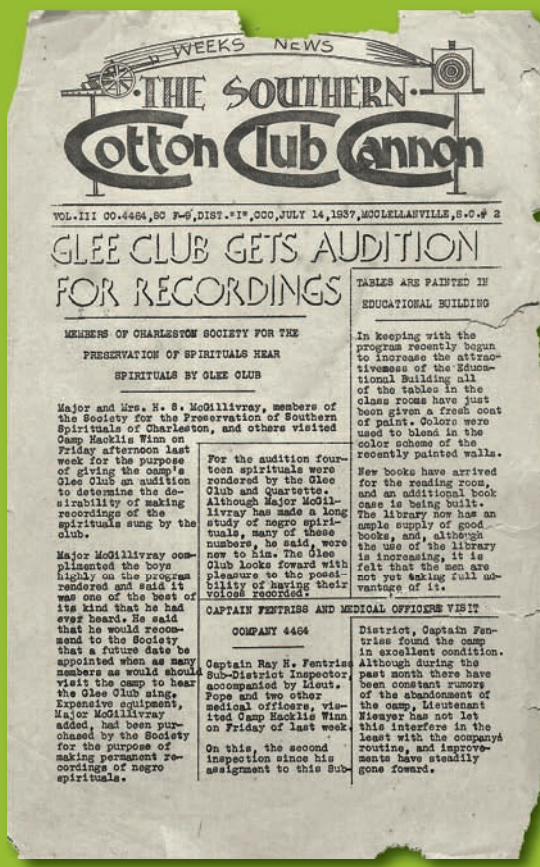 WEEKS NEWS
·THE SOUTHERN·
Cotton Club Cannon
VOL.III CO.4464,SC F-9,DIST."I",CCC,JULY 14,1937,MCCLELLANVILLE,S.C.# 2
GLEE CLUB GETS AUDITION
FOR RECORDINGS
MEMBERS OF CHARLESTON SOCIETY FOR THE
PRESERVATION OF SPIRITUALS HEAR
SPIRITUALS BY GLEE CLUB
Major and Mrs. H. S. McGillivray, members of
the Society for the Preservation of Southern
Spirituals of Charleston, and others visited
Camp Hacklis Winn on
Friday afternoon last
week for the purpose
of giving the camp's
Glee Club an audition
to determine the de-
sirability of making
recordings of the
spirituals sung by the
club.
Major McGillivray com-
plimented the boys
highly on the program
rendered and said it
was one of the best of
its kind that he had
ever heard. He said
that he would recom-
mend to the Society
that a future date be
appointed when as many
members as would should
visit the camp to hear
the Glee Club sing.
Expensive equipment,
Major McGillivray
added, had been pur-
chased by the Society
for the purpose of
making permanent re-
cordings of negro
spirituals.
For the audition four-
teen spirituals were
rendered by the Glee
Club and Quartette.
Although Major McGil-
livray has made a long
study of negro spiri-
tuals, many of these
numbers, he said, were
new to him. The Glee
Club looks foward with
pleasure to the possi-
bility of having their
voices recorded.
TABLES ARE PAINTED IN
EDUCATIONAL BUILDING
In keeping with the
program recently begun
to increase the attrac-
tiveness of the Educa-
tional Building all
of the tables in the
class rooms have just
been given a fresh coat
of paint. Colors were
used to blend in the
color scheme of the
recently painted walls.
New books have arrived
for the reading room,
and an additional book
case is being built.
The library now has an
ample supply of good
books, and, although
the use of the library
is increasing, it is
felt that the men are
not yet taking full ad-
vantage of it.
CAPTAIN FENTRISS AND MEDICAL OFFICERS VISIT
COMPANY 4464
Captain Ray H. Fentriss
Sub-District Inspector,
accompanied by Lieut.
Pope and two other
medical officers, vis-
ited Camp Hacklis Winn
on Friday of last week.
On this, the second
inspection since his
assignment to this Sub-
District, Captain Fen-
triss found the camp
in excellent condition.
Although during the
past month there have
been constant rumors
of the abandonment of
the camp, Lieutenant
Niemyer has not let
this interfere in the
least with the companys
routine, and improve-
ments have steadily
gone foward.